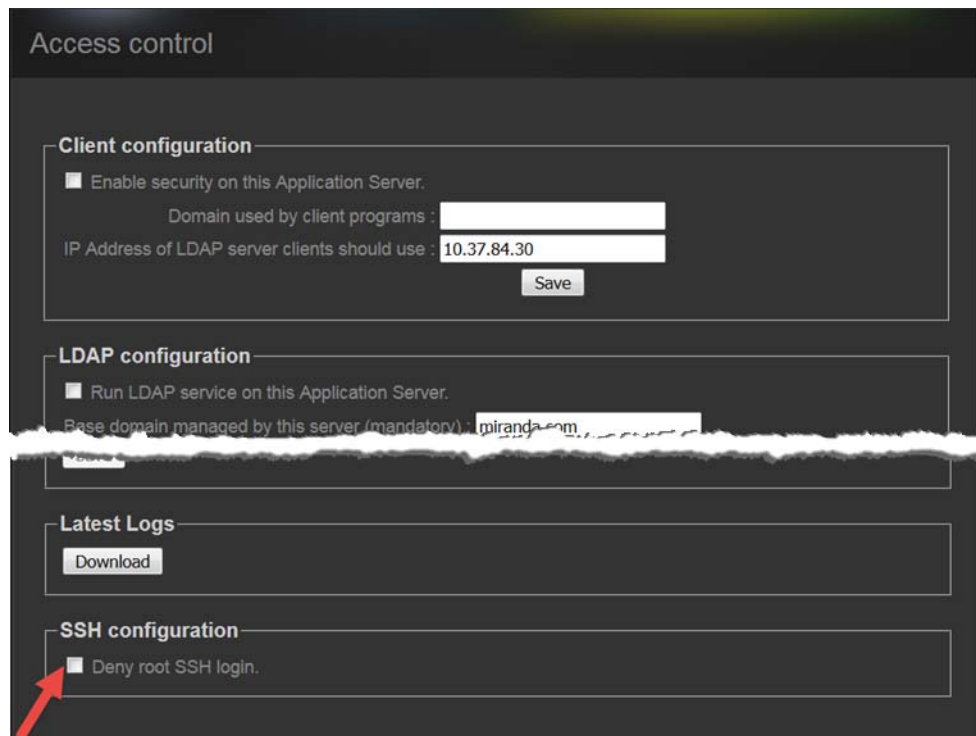 Access control
Client configuration
Enable security on this Application Server.
Domain used by client programs :
IP Address of LDAP server clients should use : 10.37.84.30
Save
LDAP configuration
Run LDAP service on this Application Server.
Base domain managed by this server (mandatory) : miranda.com
Latest Logs
Download
SSH configuration
Deny root SSH login.